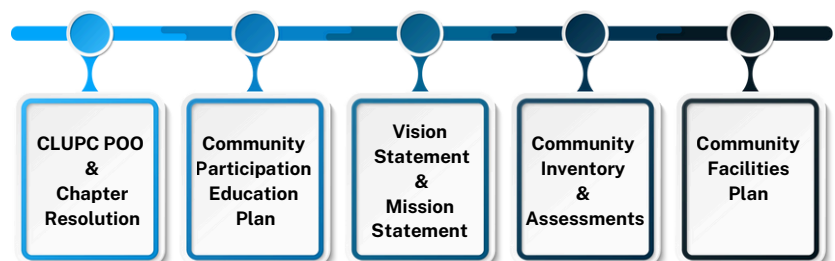 CLUPC POO
&
Chapter
Resolution
Community
Participation
Education
Plan
Vision
Statement
&
Mission
Statement
Community
Inventory
&
Assessments
Community
Facilities
Plan